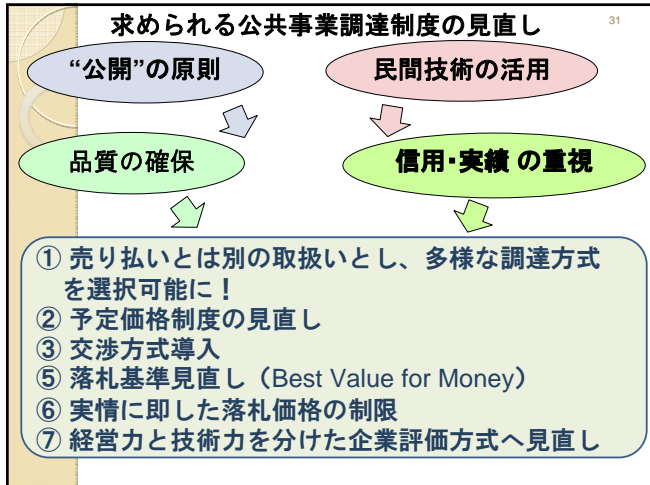 求められる公共事業調達制度の見直し
31
“公開”の原則
民間技術の活用
品質の確保
信用・実績 の重視
① 売り払いとは別の取扱いとし、多様な調達方式
を選択可能に！
② 予定価格制度の見直し
③ 交渉方式導入
⑤ 落札基準見直し（Best Value for Money）
⑥ 実情に即した落札価格の制限
⑦ 経営力と技術力を分けた企業評価方式へ見直し